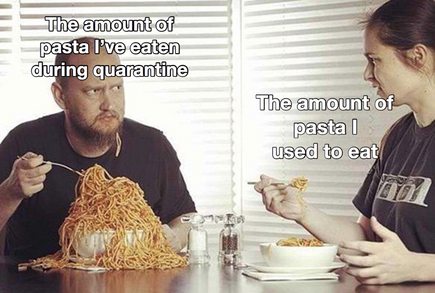 The amount of
pasta I've eaten
during quarantine
The amount of
pasta I
used to eat